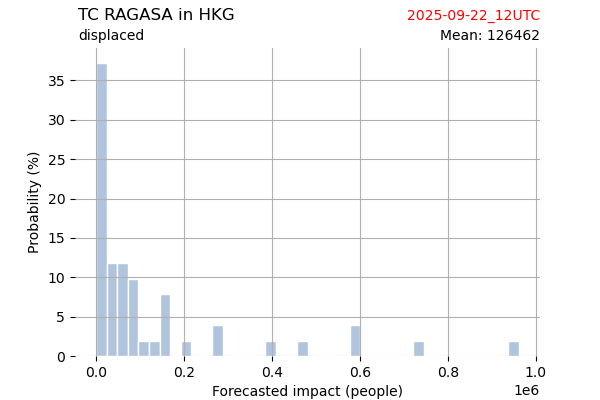 TC RAGASA in HKG
2025-09-22_12UTC
displaced
Mean: 126462
Probability (%)
35
30
25
20
15
10
5
0
0.0 0.2 0.4 0.6 0.8 1.0
1e6
Forecasted impact (people)